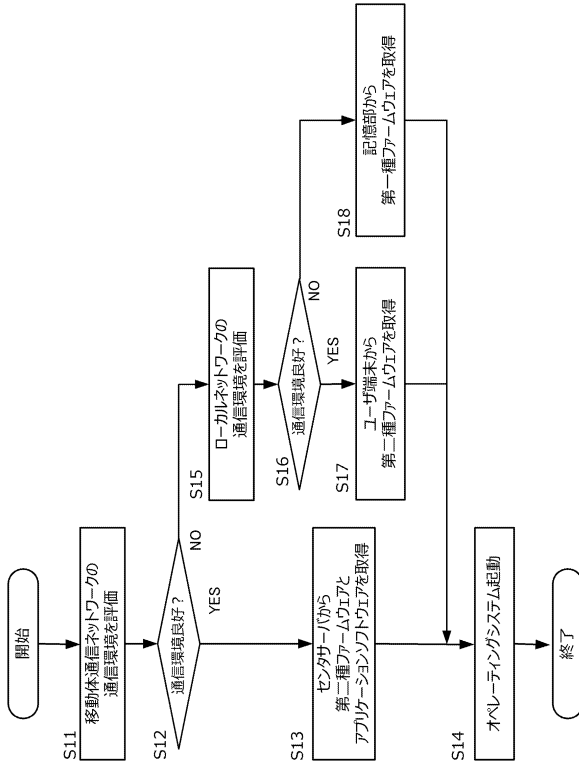 開始
S11
移動体通信ネットワークの
通信環境を評価
S12
通信環境良好？
NO
YES
S13
センタサーバから
第二種ファームウェアと
アプリケーションソフトウェアを取得
S14
オペレーティングシステム起動
終了
S15
ローカルネットワークの
通信環境を評価
S16
通信環境良好？
NO
YES
S17
ユーザ端末から
第二種ファームウェアを取得
S18
記憶部から
第一種ファームウェアを取得